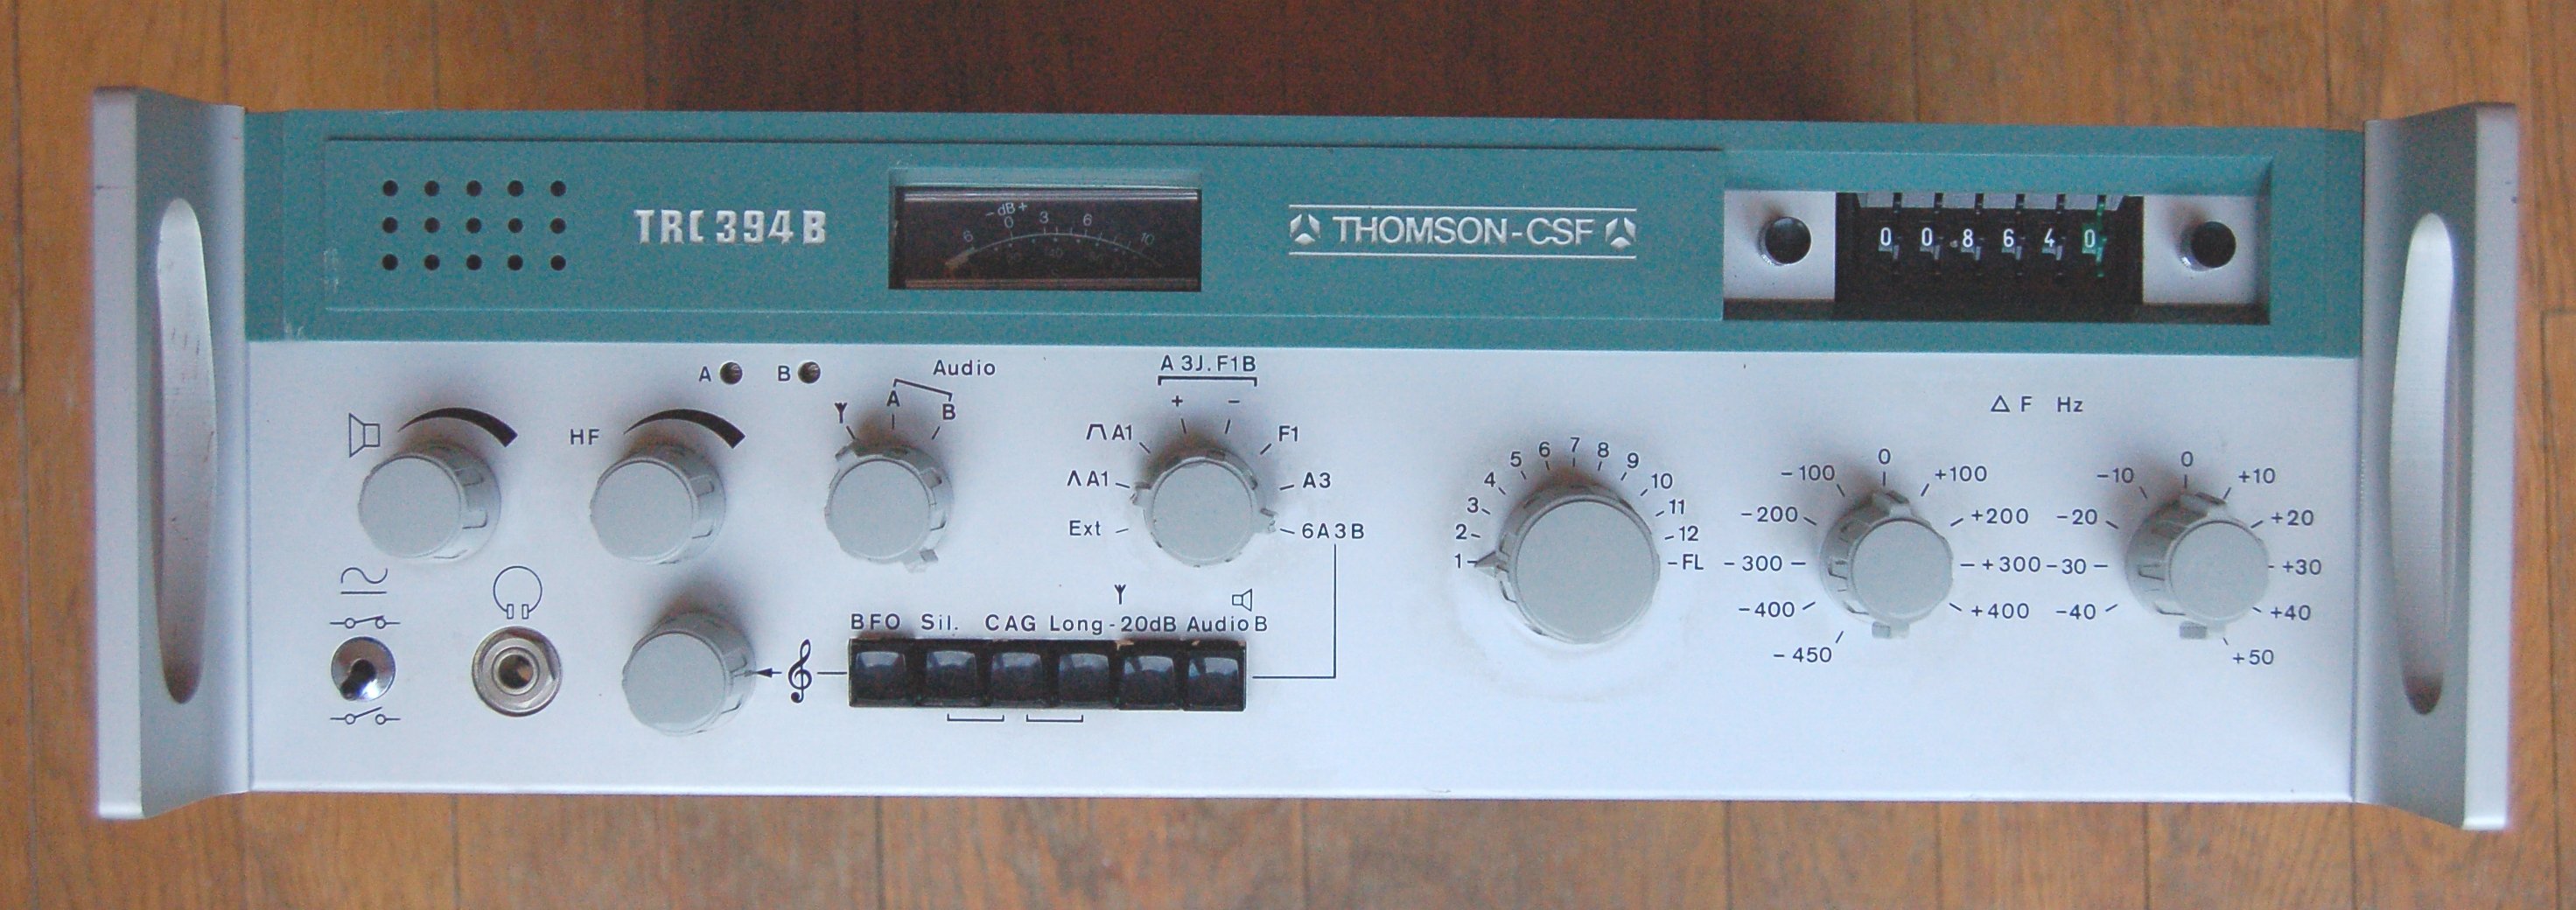 TRC 394 B
- dB +
6 0 3 6 10
THOMSON-CSF
0 0 8 6 4 0
A B
Audio
A B
HF
A 3J. F1B
+ -
A1 F1
A1 A3
Ext 6A3B
1 2 3 4 5 6 7 8 9 10 11 12 FL
Δ F Hz
-450 -400 -300 -200 -100 0 +100 +200 +300 +400
-40 -30 -20 -10 0 +10 +20 +30 +40 +50
BFO Sil. CAG Long -20dB Audio B